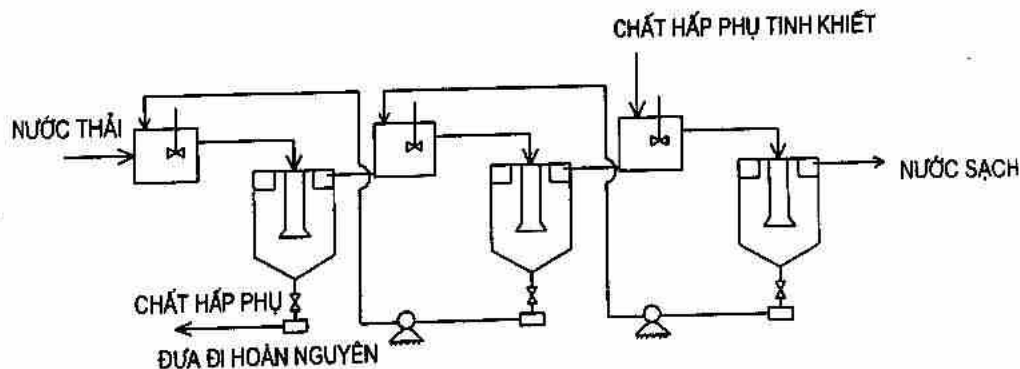 CHẤT HẤP PHỤ TINH KHIẾT
NƯỚC THẢI
NƯỚC SẠCH
CHẤT HẤP PHỤ
ĐƯA ĐI HOÀN NGUYÊN